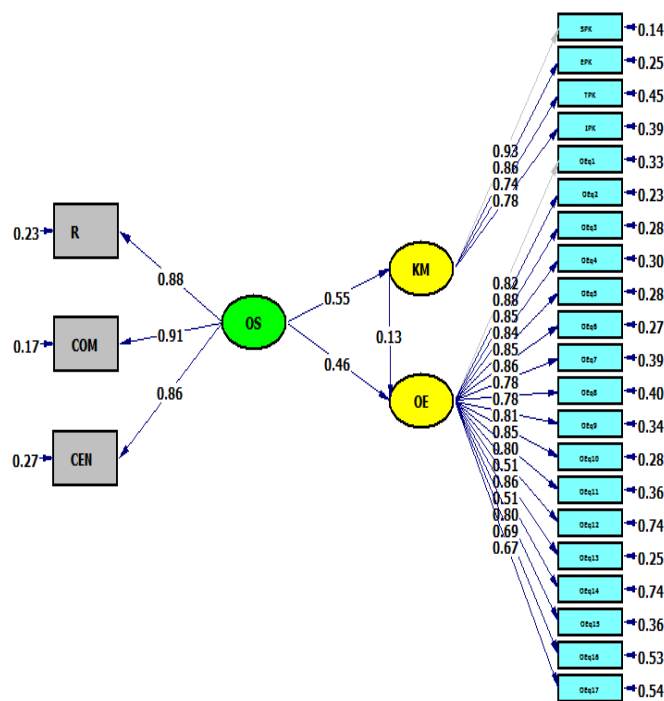 SPK
0.14
EPK
0.25
TPK
0.45
IPK
0.39
OEq1
0.33
OEq2
0.23
OEq3
0.28
OEq4
0.30
OEq5
0.28
OEq6
0.27
OEq7
0.39
OEq8
0.40
OEq9
0.34
OEq10
0.28
OEq11
0.36
OEq12
0.74
OEq13
0.25
OEq14
0.74
OEq15
0.36
OEq16
0.53
OEq17
0.54
0.93
0.86
0.74
0.78
0.82
0.88
0.85
0.84
0.85
0.86
0.78
0.78
0.81
0.85
0.80
0.51
0.86
0.51
0.80
0.69
0.67
0.23
R
0.88
0.17
COM
0.91
0.27
CEN
0.86
OS
0.55
0.46
KM
0.13
OE